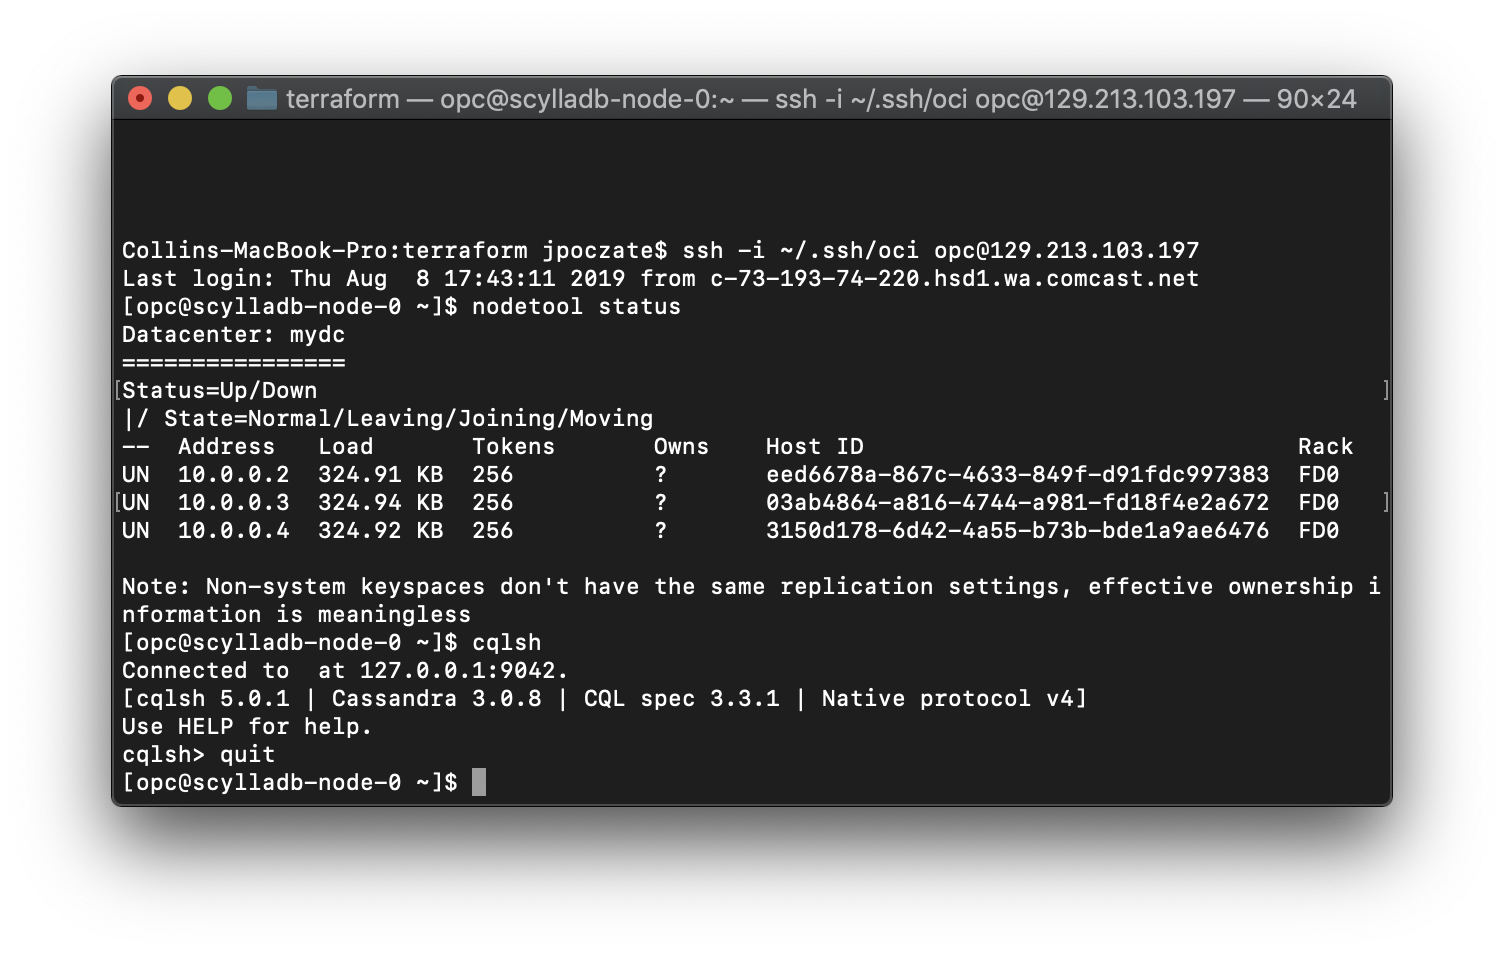 terraform — opc@scylladb-node-0:~ — ssh -i ~/.ssh/oci opc@129.213.103.197 — 90×24
Collins-MacBook-Pro:terraform jpoczate$ ssh -i ~/.ssh/oci opc@129.213.103.197
Last login: Thu Aug  8 17:43:11 2019 from c-73-193-74-220.hsd1.wa.comcast.net
[opc@scylladb-node-0 ~]$ nodetool status
Datacenter: mydc
================
[Status=Up/Down ]
|/ State=Normal/Leaving/Joining/Moving
--  Address   Load       Tokens       Owns    Host ID                               Rack
UN  10.0.0.2  324.91 KB  256          ?       eed6678a-867c-4633-849f-d91fdc997383  FD0
[UN  10.0.0.3  324.94 KB  256          ?       03ab4864-a816-4744-a981-fd18f4e2a672  FD0 ]
UN  10.0.0.4  324.92 KB  256          ?       3150d178-6d42-4a55-b73b-bde1a9ae6476  FD0
Note: Non-system keyspaces don't have the same replication settings, effective ownership i
nformation is meaningless
[opc@scylladb-node-0 ~]$ cqlsh
Connected to  at 127.0.0.1:9042.
[cqlsh 5.0.1 | Cassandra 3.0.8 | CQL spec 3.3.1 | Native protocol v4]
Use HELP for help.
cqlsh> quit
[opc@scylladb-node-0 ~]$